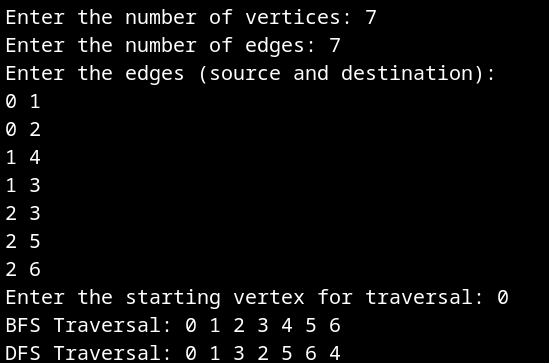 Enter the number of vertices: 7
Enter the number of edges: 7
Enter the edges (source and destination):
0 1
0 2
1 4
1 3
2 3
2 5
2 6
Enter the starting vertex for traversal: 0
BFS Traversal: 0 1 2 3 4 5 6
DFS Traversal: 0 1 3 2 5 6 4